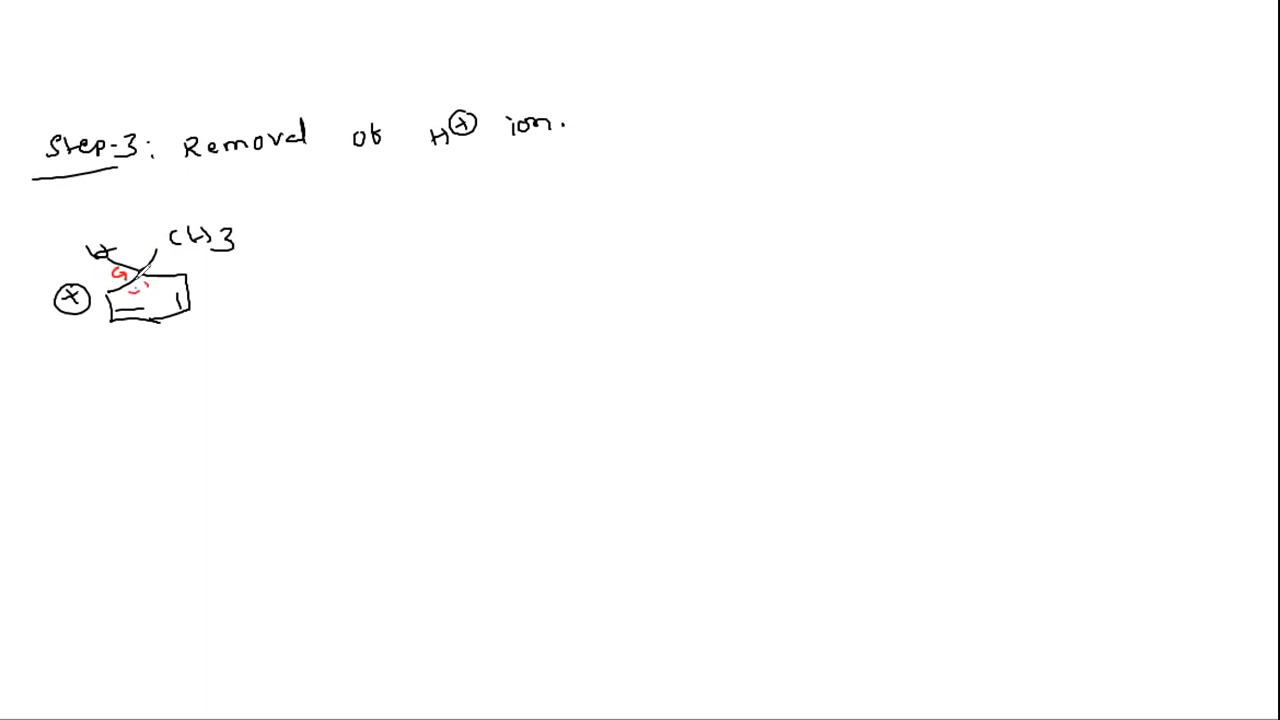 Step-3: Removal of H⊕ ion.
H CH3
⊕